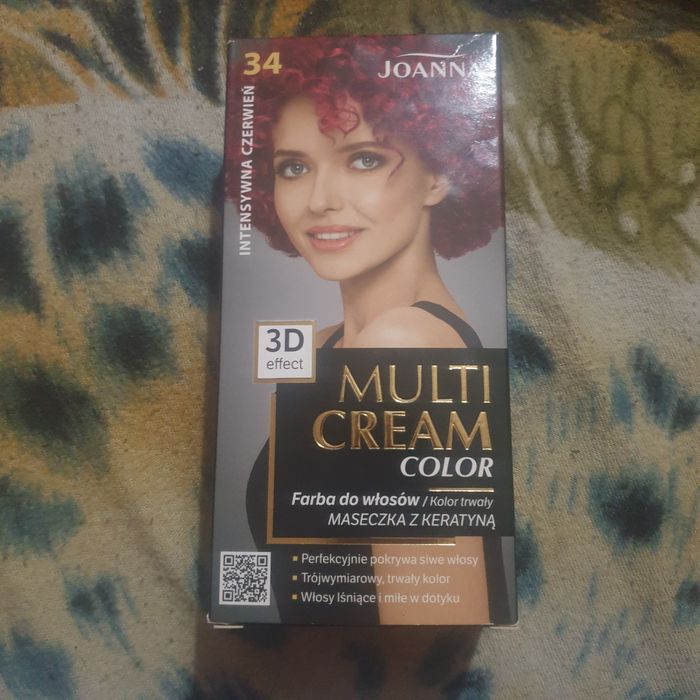 34
JOANNA
INTENSYWNA CZERWIEŃ
3D
effect
MULTI
CREAM
COLOR
Farba do włosów / Kolor trwały
MASECZKA Z KERATYNĄ
Perfekcyjnie pokrywa siwe włosy
Trójwymiarowy, trwały kolor
Włosy lśniące i miłe w dotyku